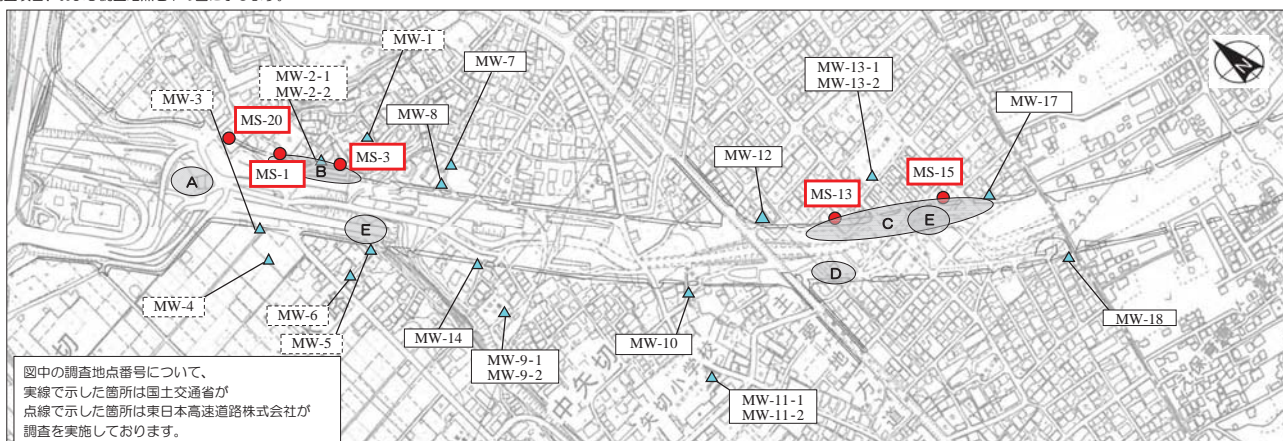 MW-1
MW-7
MW-2-1
MW-2-2
MW-13-1
MW-13-2
MW-3
MS-20
MW-8
MW-17
MS-3
MW-12
MS-15
MS-1
B
A
MS-13
C
E
E
D
MW-4
MW-6
MW-5
MW-14
MW-10
MW-18
MW-9-1
MW-9-2
MW-11-1
MW-11-2
中矢切
N
図中の調査地点番号について、
実線で示した箇所は国土交通省が
点線で示した箇所は東日本高速道路株式会社が
調査を実施しております。